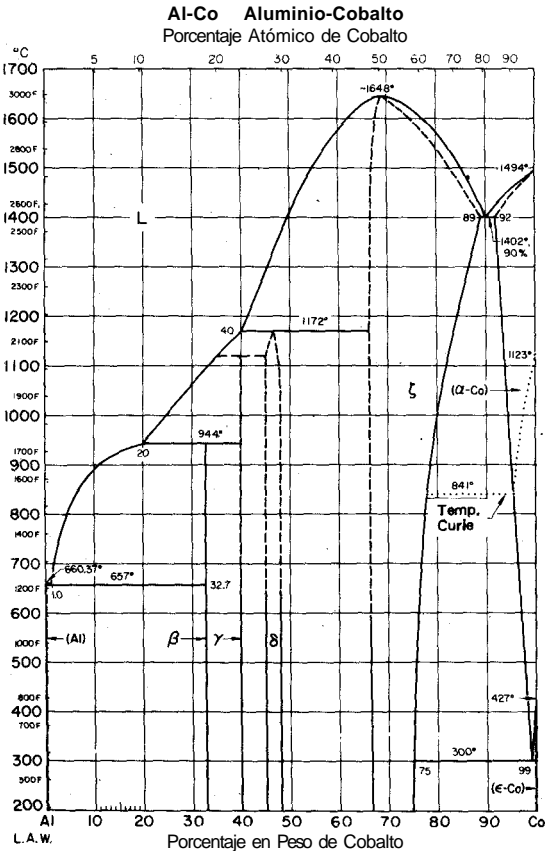 Al-Co Aluminio-Cobalto
Porcentaje Atómico de Cobalto
°C 5 10 20 30 40 50 60 70 80 90
1700
3000F ~1648°
1600
2800F
1500 1494°
2600F
1400 L 89 92
2500F 1402°,
90%
1300
2300F
1200 1172°
2100F 40
1100 1123°
1900F ζ (α-Co)
1000
944°
1700F 20
900
1600F 841°
800 Temp.
1400F Curie
700
660.37° 657°
1200F 1.0 32.7
600
1000F (Al) β γ δ
500
800F 427°
400
700F
300 300°
500F 75 99
(ε-Co)
200
Al 10 20 30 40 50 60 70 80 90 Co
L.A.W. Porcentaje en Peso de Cobalto